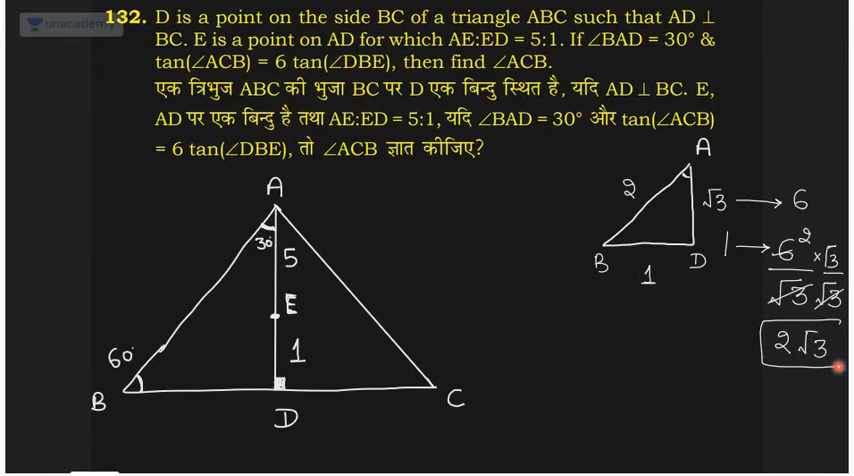 unacademy
132. D is a point on the side BC of a triangle ABC such that AD ⊥
BC. E is a point on AD for which AE:ED = 5:1. If ∠BAD = 30° &
tan(∠ACB) = 6 tan(∠DBE), then find ∠ACB.
एक त्रिभुज ABC की भुजा BC पर D एक बिन्दु स्थित है, यदि AD ⊥ BC. E,
AD पर एक बिन्दु है तथा AE:ED = 5:1, यदि ∠BAD = 30° और tan(∠ACB)
= 6 tan(∠DBE), तो ∠ACB ज्ञात कीजिए?
A
30°
5
E
1
60°
B
D
C
A
2
√3 → 6
B
1
D
1 → 6 2 × √3
√3 √3
2√3